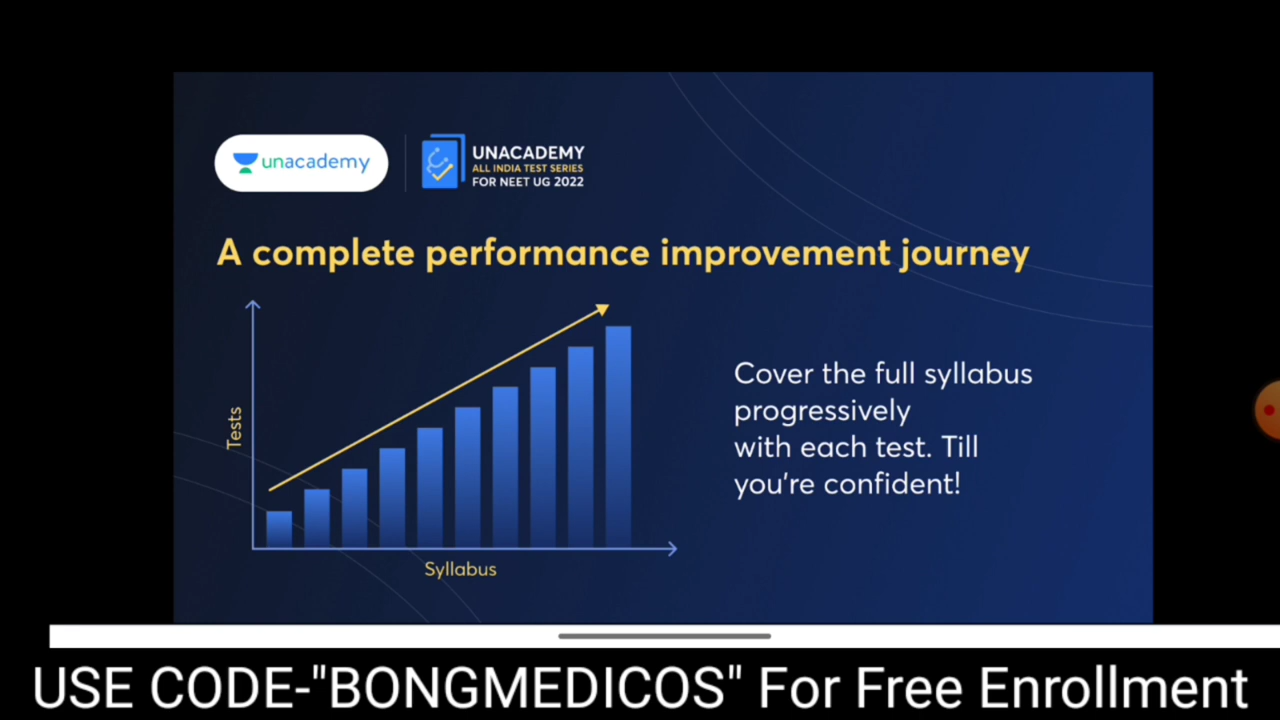 unacademy
UNACADEMY
ALL INDIA TEST SERIES
FOR NEET UG 2022
A complete performance improvement journey
Tests
Syllabus
Cover the full syllabus
progressively
with each test. Till
you're confident!
USE CODE-"BONGMEDICOS" For Free Enrollment